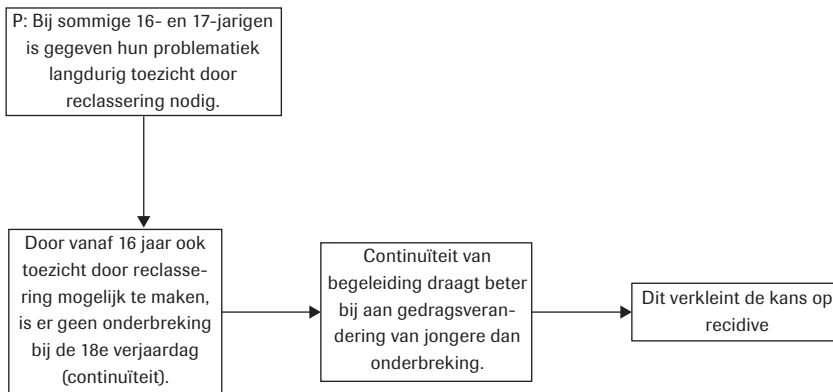 P: Bij sommige 16- en 17-jarigen
is gegeven hun problematiek
langdurig toezicht door
reclassering nodig.
Door vanaf 16 jaar ook
toezicht door reclasse-
ring mogelijk te maken,
is er geen onderbreking
bij de 18e verjaardag
(continuïteit).
Continuïteit van
begeleiding draagt beter
bij aan gedragsveran-
dering van jongere dan
onderbreking.
Dit verkleint de kans op
recidive